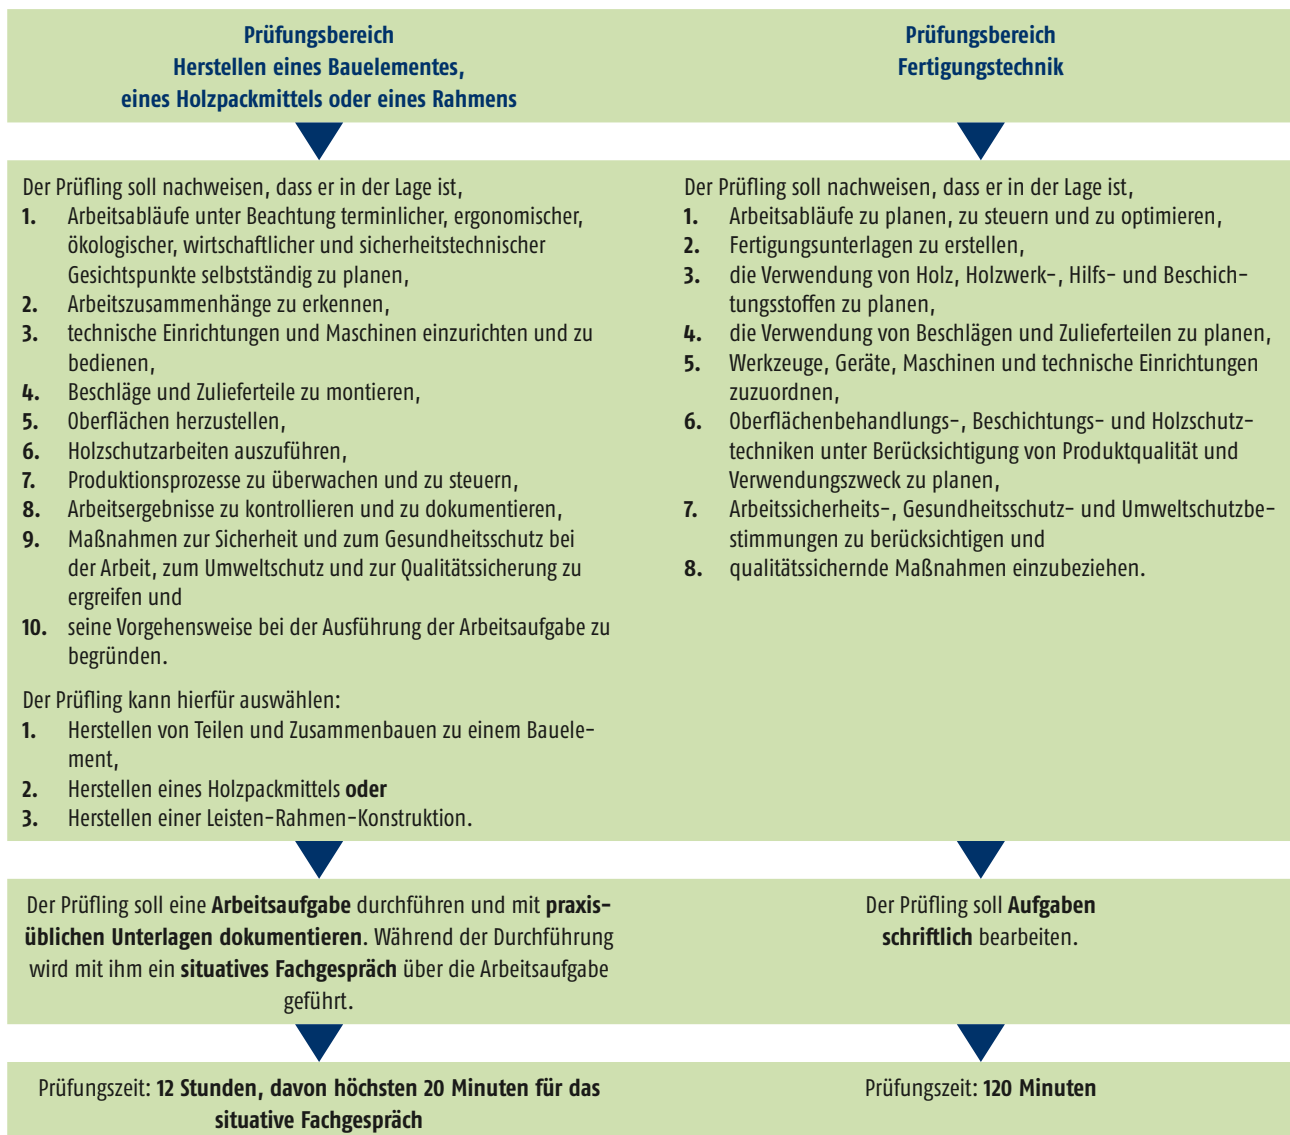 Prüfungsbereich
Herstellen eines Bauelementes,
eines Holzpackmittels oder eines Rahmens
Prüfungsbereich
Fertigungstechnik
Der Prüfling soll nachweisen, dass er in der Lage ist,
1. Arbeitsabläufe unter Beachtung terminlicher, ergonomischer,
ökologischer, wirtschaftlicher und sicherheitstechnischer
Gesichtspunkte selbstständig zu planen,
2. Arbeitszusammenhänge zu erkennen,
3. technische Einrichtungen und Maschinen einzurichten und zu
bedienen,
4. Beschläge und Zulieferteile zu montieren,
5. Oberflächen herzustellen,
6. Holzschutzarbeiten auszuführen,
7. Produktionsprozesse zu überwachen und zu steuern,
8. Arbeitsergebnisse zu kontrollieren und zu dokumentieren,
9. Maßnahmen zur Sicherheit und zum Gesundheitsschutz bei
der Arbeit, zum Umweltschutz und zur Qualitätssicherung zu
ergreifen und
10. seine Vorgehensweise bei der Ausführung der Arbeitsaufgabe zu
begründen.
Der Prüfling kann hierfür auswählen:
1. Herstellen von Teilen und Zusammenbauen zu einem Bauele-
ment,
2. Herstellen eines Holzpackmittels oder
3. Herstellen einer Leisten-Rahmen-Konstruktion.
Der Prüfling soll nachweisen, dass er in der Lage ist,
1. Arbeitsabläufe zu planen, zu steuern und zu optimieren,
2. Fertigungsunterlagen zu erstellen,
3. die Verwendung von Holz, Holzwerk-, Hilfs- und Beschich-
tungsstoffen zu planen,
4. die Verwendung von Beschlägen und Zulieferteilen zu planen,
5. Werkzeuge, Geräte, Maschinen und technische Einrichtungen
zuzuordnen,
6. Oberflächenbehandlungs-, Beschichtungs- und Holzschutz-
techniken unter Berücksichtigung von Produktqualität und
Verwendungszweck zu planen,
7. Arbeitssicherheits-, Gesundheitsschutz- und Umweltschutzbe-
stimmungen zu berücksichtigen und
8. qualitätssichernde Maßnahmen einzubeziehen.
Der Prüfling soll eine Arbeitsaufgabe durchführen und mit praxis-
üblichen Unterlagen dokumentieren. Während der Durchführung
wird mit ihm ein situatives Fachgespräch über die Arbeitsaufgabe
geführt.
Der Prüfling soll Aufgaben
schriftlich bearbeiten.
Prüfungszeit: 12 Stunden, davon höchsten 20 Minuten für das
situative Fachgespräch
Prüfungszeit: 120 Minuten